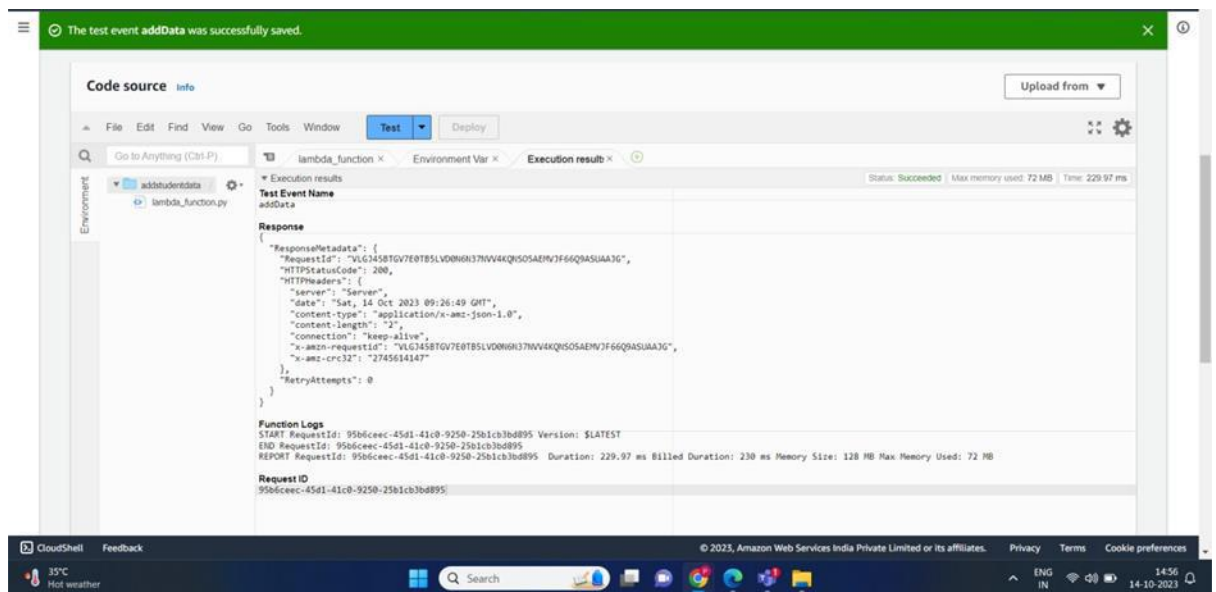 The test event addData was successfully saved.
Code source Info
Upload from
File Edit Find View Go Tools Window Test Deploy
Go to Anything (Ctrl-P)
lambda_function × Environment Var × Execution results ×
Environment
addstudentdata
lambda_function.py
Execution results
Status: Succeeded Max memory used: 72 MB Time: 229.97 ms
Test Event Name
addData
Response
{
"ResponseMetadata": {
"RequestId":
"HTTPStatusCode": 200,
"HTTPHeaders": {
"server": "Server",
"date": "Sat, 14 Oct 2023 09:26:49 GMT",
"content-type": "application/x-amz-json-1.0",
"content-length": "2",
"connection": "keep-alive",
"x-amzn-requestid":
"x-amz-crc32": "2745614147"
},
"RetryAttempts": 0
}
}
Function Logs
START RequestId: 95b6ceec-45d1-41c0-9250-25b1cb3bd895 Version: $LATEST
END RequestId: 95b6ceec-45d1-41c0-9250-25b1cb3bd895
REPORT RequestId: 95b6ceec-45d1-41c0-9250-25b1cb3bd895 Duration: 229.97 ms Billed Duration: 230 ms Memory Size: 128 MB Max Memory Used: 72 MB
Request ID
95b6ceec-45d1-41c0-9250-25b1cb3bd895
CloudShell Feedback © 2023, Amazon Web Services India Private Limited or its affiliates. Privacy Terms Cookie preferences
35°C
Hot weather
Search
ENG
IN
14:56
14-10-2023